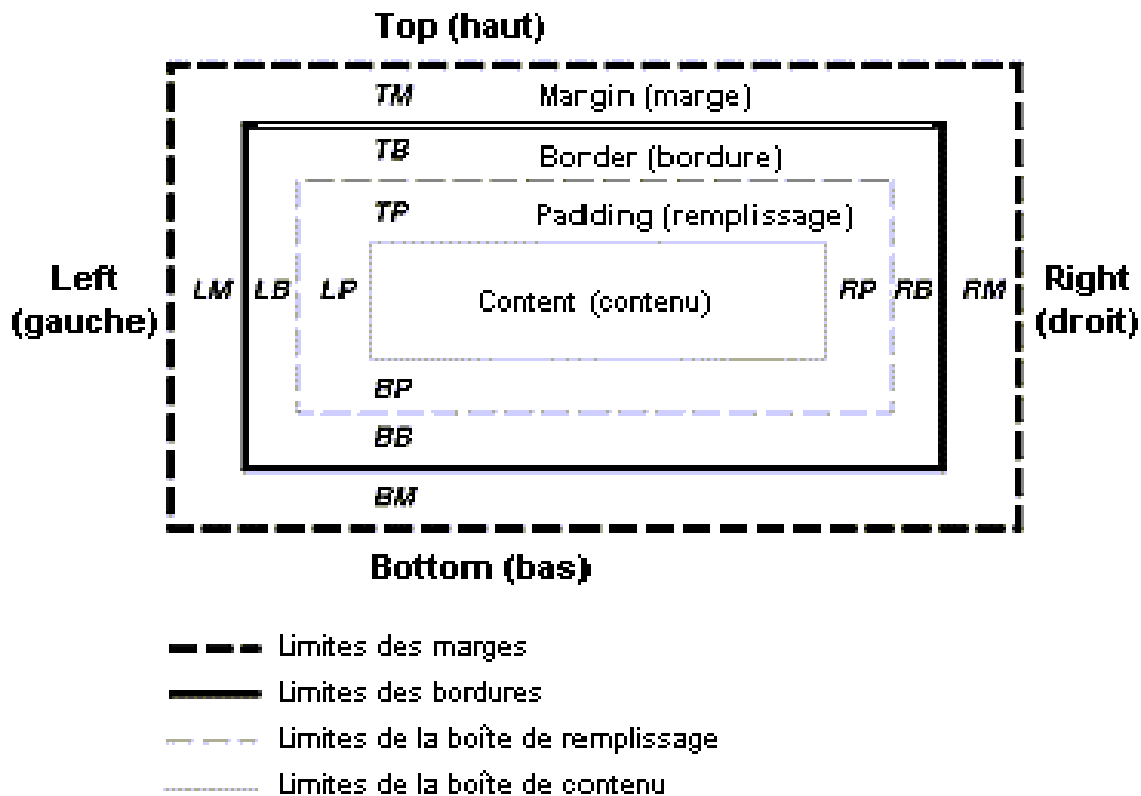 Top (haut)
TM Margin (marge)
TB Border (bordure)
TP Padding (remplissage)
Left
(gauche)
LM LB LP Content (contenu) RP RB RM
Right
(droit)
BP
BB
BM
Bottom (bas)
Limites des marges
Limites des bordures
Limites de la boîte de remplissage
Limites de la boîte de contenu